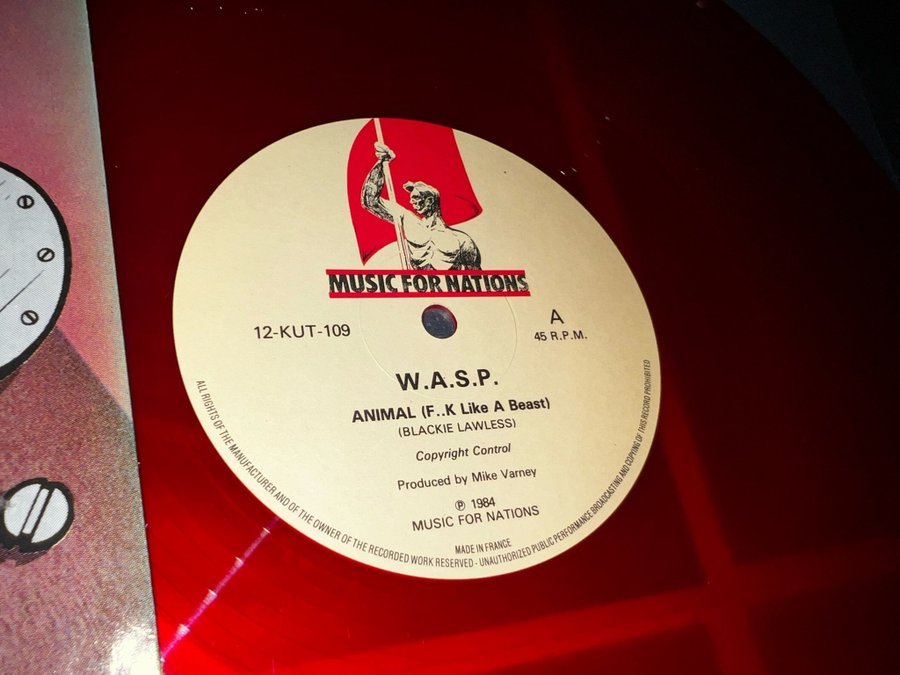 MUSIC FOR NATIONS
12-KUT-109
A
45 R.P.M.
W.A.S.P.
ANIMAL (F..K Like A Beast)
(BLACKIE LAWLESS)
Copyright Control
Produced by Mike Varney
℗ 1984
MUSIC FOR NATIONS
MADE IN FRANCE
ALL RIGHTS OF THE MANUFACTURER AND OF THE OWNER OF THE RECORDED WORK RESERVED - UNAUTHORIZED PUBLIC PERFORMANCE BROADCASTING AND COPYING OF THIS RECORD PROHIBITED